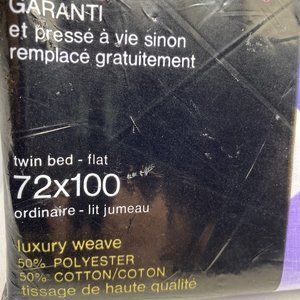 GARANTI
et pressé à vie sinon
remplacé gratuitement
twin bed - flat
72x100
ordinaire - lit jumeau
luxury weave
50% POLYESTER
50% COTTON/COTON
tissage de haute qualité